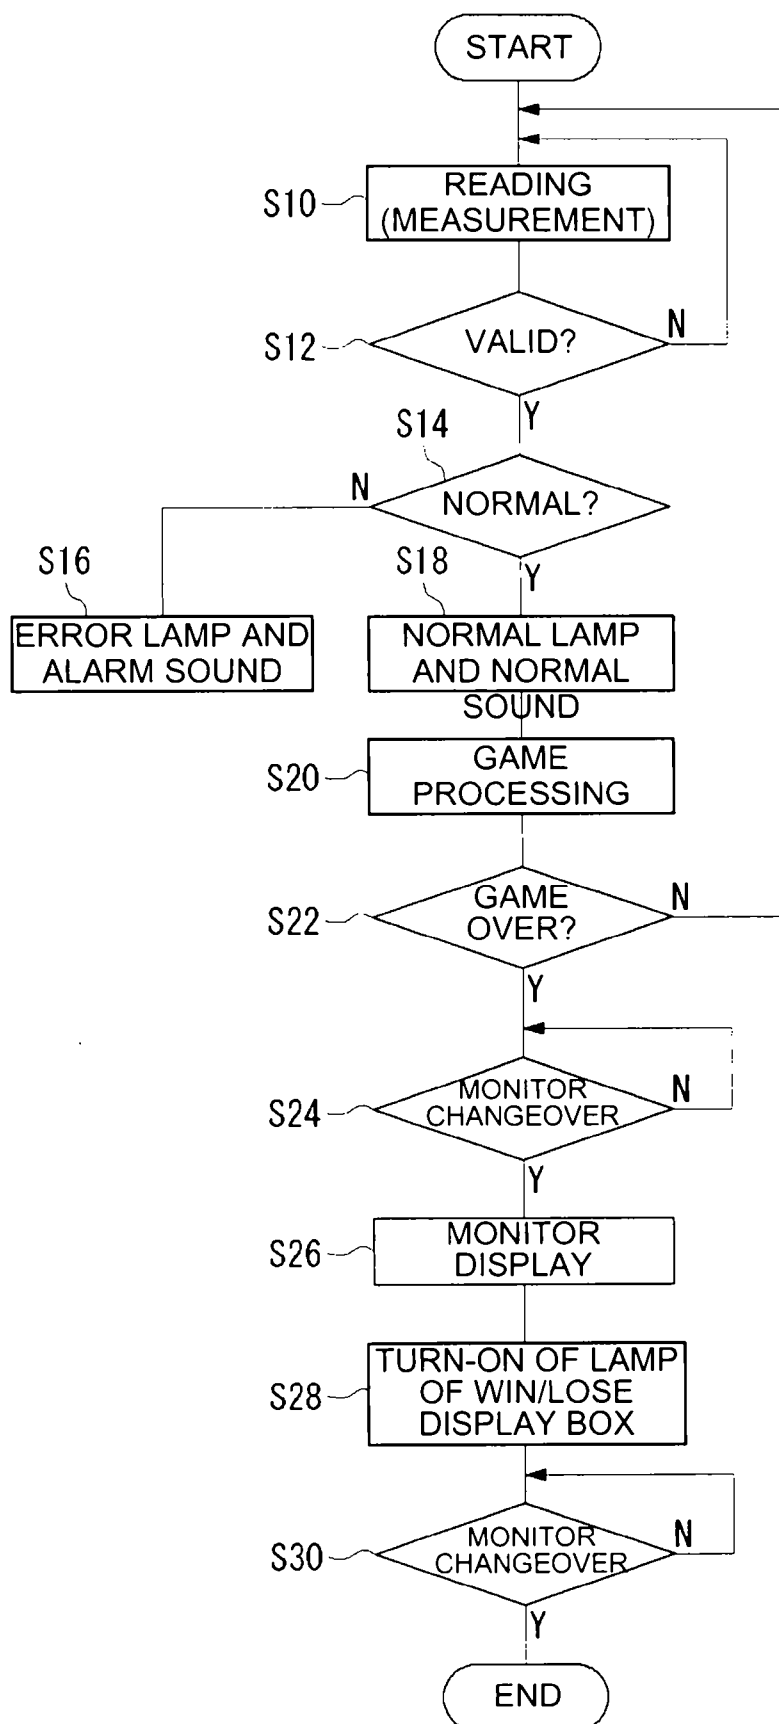 START
S10
READING
(MEASUREMENT)
S12
VALID?
N
Y
S14
N
NORMAL?
Y
S16
ERROR LAMP AND
ALARM SOUND
S18
NORMAL LAMP
AND NORMAL
SOUND
S20
GAME
PROCESSING
S22
GAME
OVER?
N
Y
S24
MONITOR
CHANGEOVER
N
Y
S26
MONITOR
DISPLAY
S28
TURN-ON OF LAMP
OF WIN/LOSE
DISPLAY BOX
S30
MONITOR
CHANGEOVER
N
Y
END